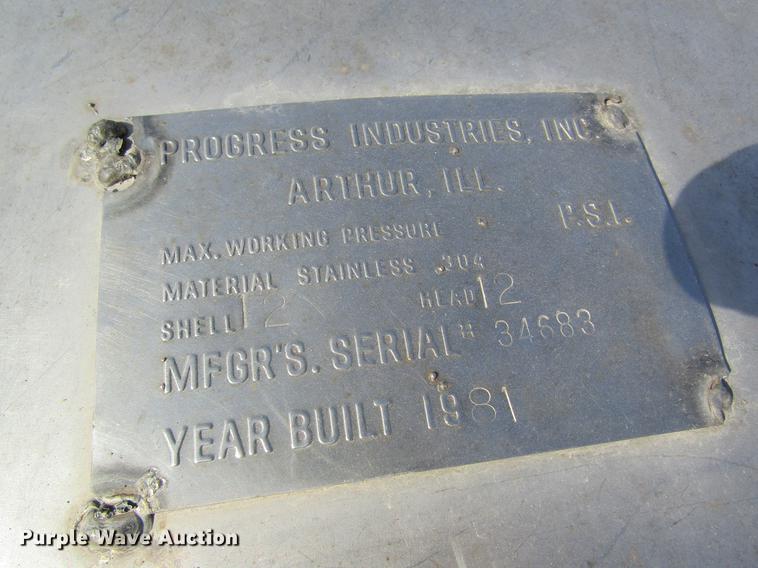 PROGRESS INDUSTRIES, INC.
ARTHUR, ILL.
MAX. WORKING PRESSURE P.S.I.
MATERIAL STAINLESS 304
SHELL 12 HEAD 12
MFGR'S. SERIAL # 34683
YEAR BUILT 1981
Purple Wave Auction